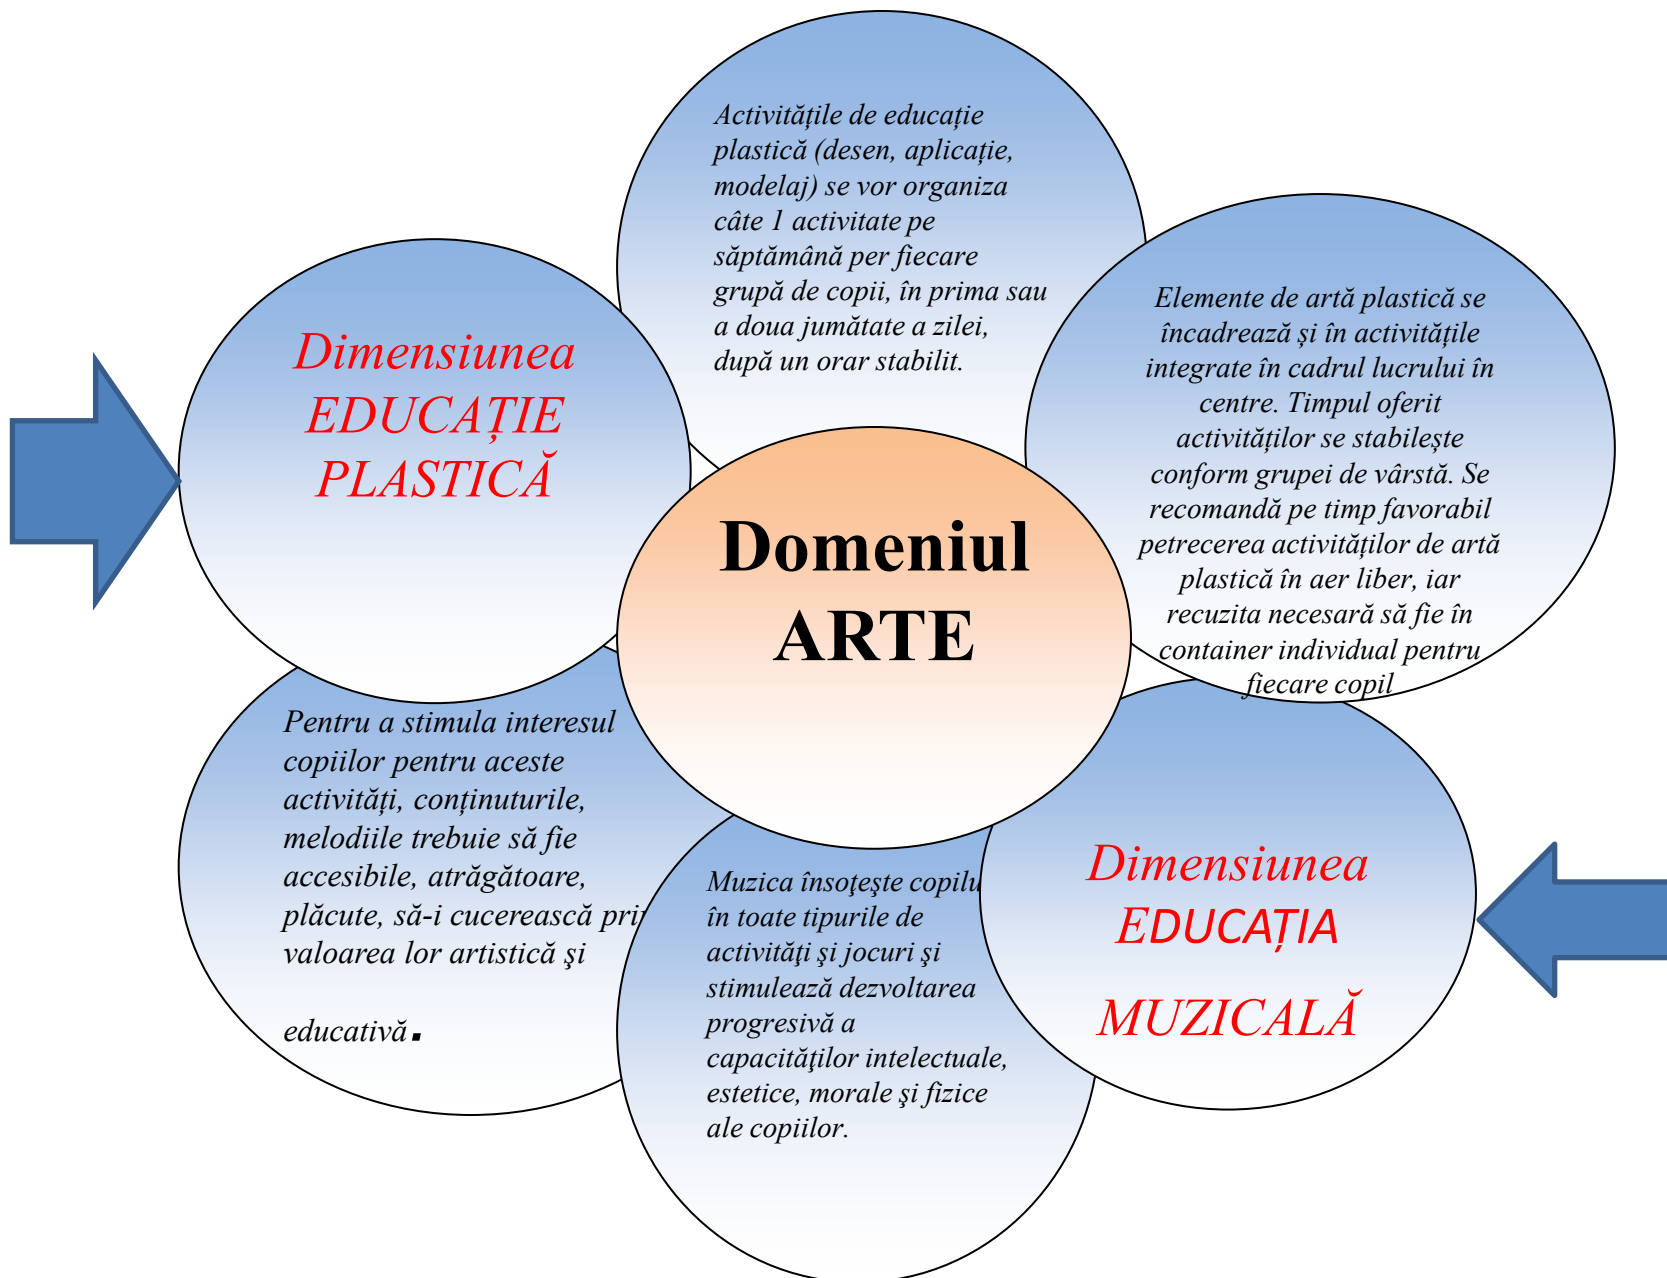 Activitățile de educație
plastică (desen, aplicație,
modelaj) se vor organiza
câte 1 activitate pe
săptămână per fiecare
grupă de copii, în prima sau
a doua jumătate a zilei,
după un orar stabilit.
Dimensiunea
EDUCAȚIE
PLASTICĂ
Elemente de artă plastică se
încadrează și în activitățile
integrate în cadrul lucrului în
centre. Timpul oferit
activităților se stabilește
conform grupei de vârstă. Se
recomandă pe timp favorabil
petrecerea activităților de artă
plastică în aer liber, iar
recuzita necesară să fie în
container individual pentru
fiecare copil
Domeniul
ARTE
Pentru a stimula interesul
copiilor pentru aceste
activități, conținuturile,
melodiile trebuie să fie
accesibile, atrăgătoare,
plăcute, să-i cucerească
valoarea lor artistică şi
educativă.
Muzica însoţeşte
în toate tipurile de
activităţi şi jocuri şi
stimulează dezvoltarea
progresivă a
capacităţilor intelectuale,
estetice, morale şi fizice
ale copiilor.
Dimensiunea
EDUCAȚIA
MUZICALĂ